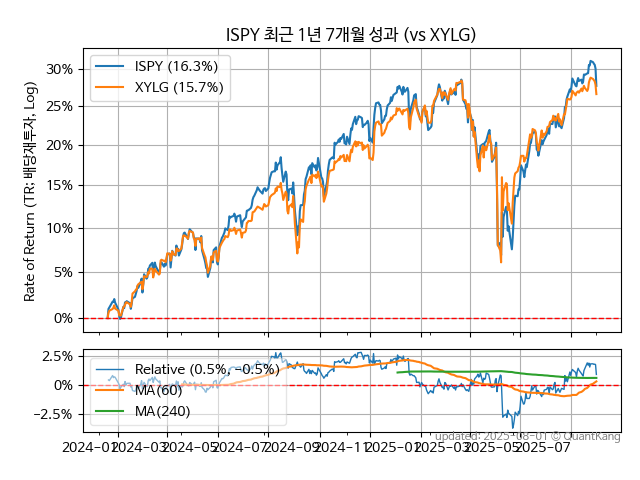 ISPY 최근 1년 7개월 성과 (vs XYLG)
Rate of Return (TR: 배당재투자, Log)
ISPY (16.3%)
XYLG (15.7%)
30%
25%
20%
15%
10%
5%
0%
2.5%
0%
−2.5%
Relative (0.5%, −0.5%)
MA(60)
MA(240)
updated: 2025-08-01 © QuantKang
2024-01 2024-03 2024-05 2024-07 2024-09 2024-11 2025-01 2025-03 2025-05 2025-07